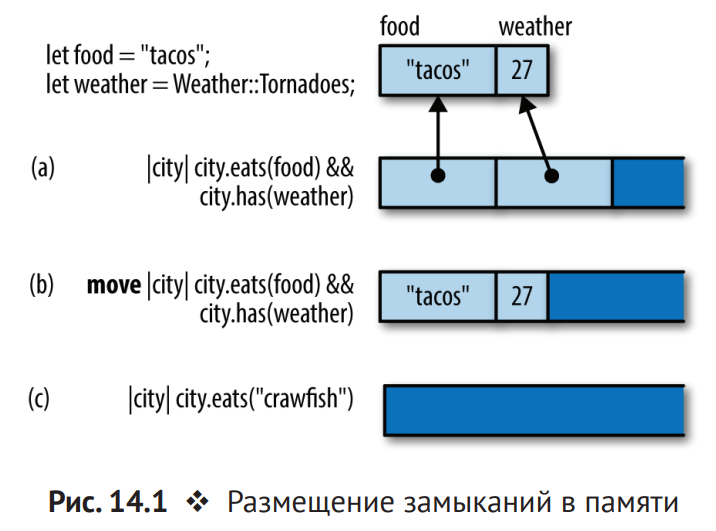 food weather
let food = "tacos";
let weather = Weather::Tornadoes;
"tacos" 27
(a) |city| city.eats(food) &&
city.has(weather)
(b) move |city| city.eats(food) &&
city.has(weather)
"tacos" 27
(c) |city| city.eats("crawfish")
Рис. 14.1 ❖ Размещение замыканий в памяти